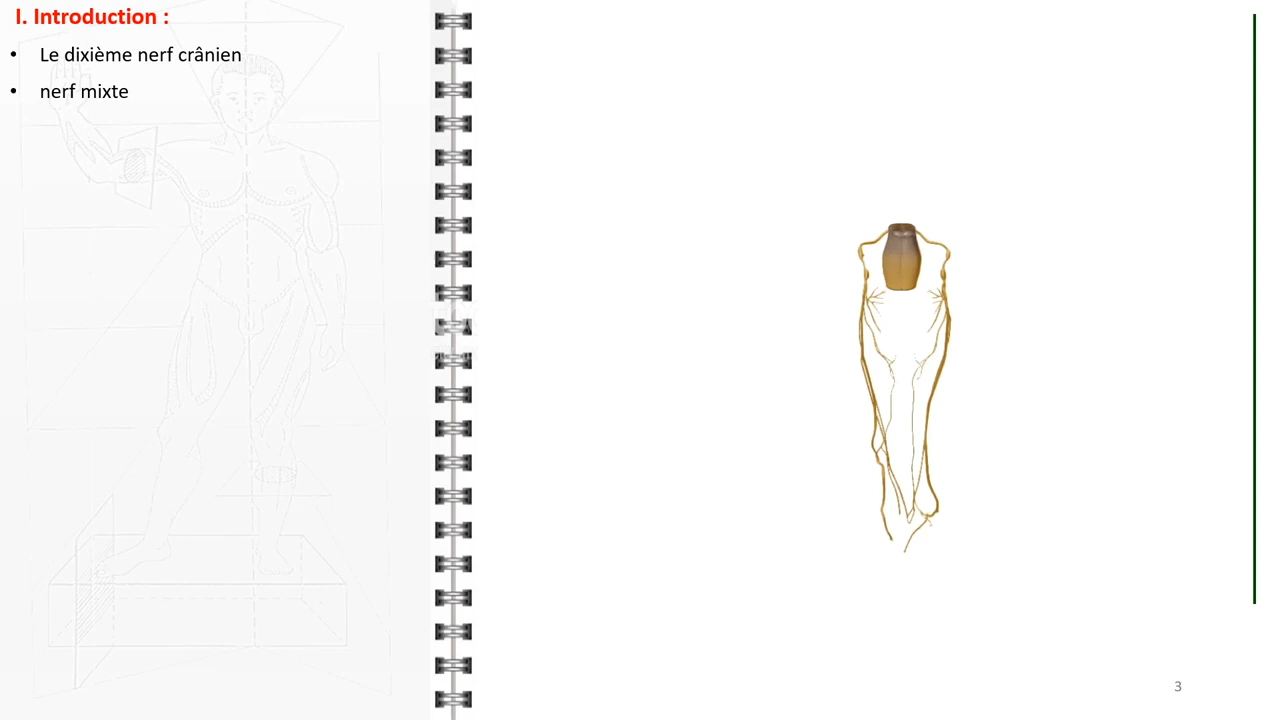 I. Introduction :
• Le dixième nerf crânien
• nerf mixte
3